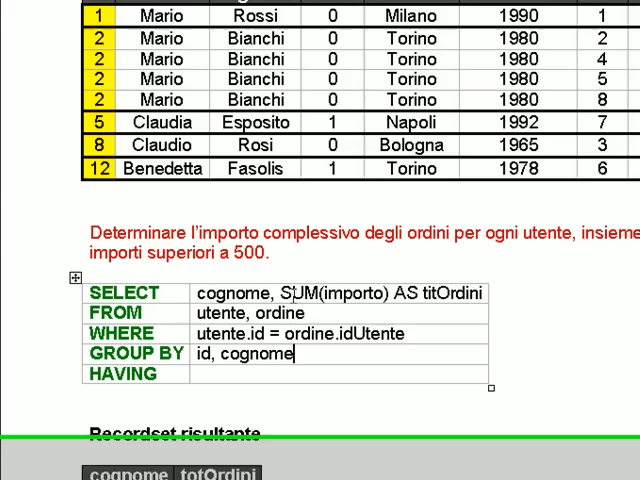 1 Mario Rossi 0 Milano 1990 1
2 Mario Bianchi 0 Torino 1980 2
2 Mario Bianchi 0 Torino 1980 4
2 Mario Bianchi 0 Torino 1980 5
2 Mario Bianchi 0 Torino 1980 8
5 Claudia Esposito 1 Napoli 1992 7
8 Claudio Rosi 0 Bologna 1965 3
12 Benedetta Fasolis 1 Torino 1978 6
Determinare l'importo complessivo degli ordini per ogni utente, insieme
importi superiori a 500.
SELECT cognome, SUM(importo) AS titOrdini
FROM utente, ordine
WHERE utente.id = ordine.idUtente
GROUP BY id, cognome
HAVING
Recordset risultante
cognome totOrdini